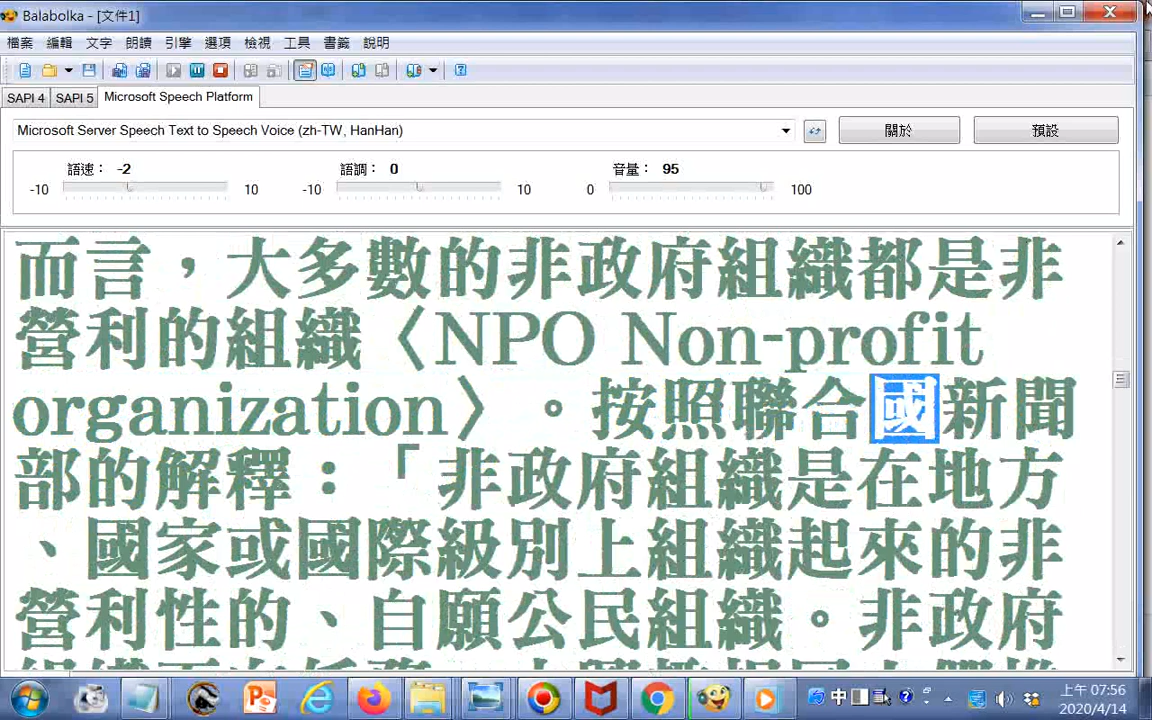 Balabolka - [文件1]
檔案 編輯 文字 朗讀 引擎 選項 檢視 工具 書籤 說明
SAPI 4 SAPI 5 Microsoft Speech Platform
Microsoft Server Speech Text to Speech Voice (zh-TW, HanHan) 關於 預設
語速： -2 語調： 0 音量： 95
-10 10 -10 10 0 100
而言，大多數的非政府組織都是非
營利的組織〈NPO Non-profit
organization〉。按照聯合國新聞
部的解釋：「非政府組織是在地方
、國家或國際級別上組織起來的非
營利性的、自願公民組織。非政府
中
上午 07:56
2020/4/14